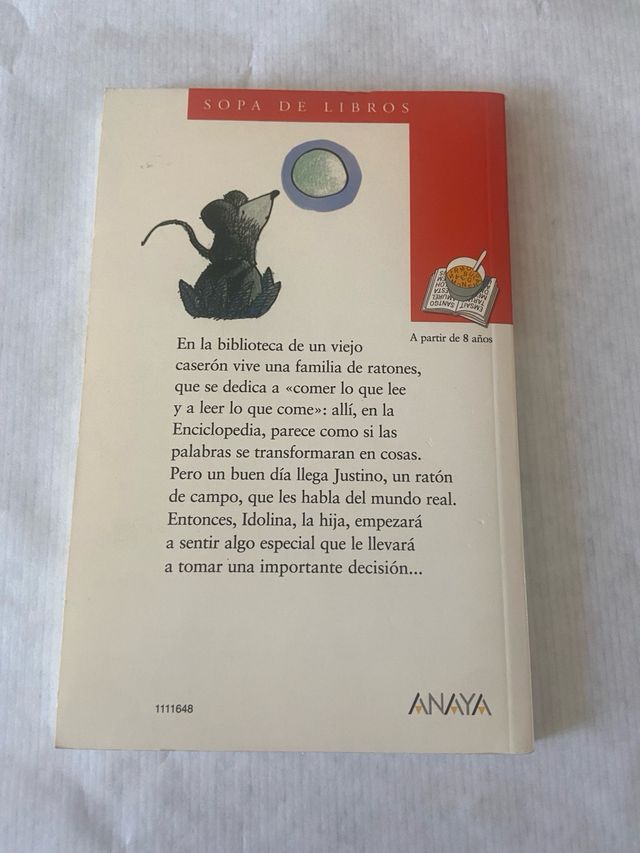 SOPA DE LIBROS
A partir de 8 años
En la biblioteca de un viejo
caserón vive una familia de ratones,
que se dedica a «comer lo que lee
y a leer lo que come»: allí, en la
Enciclopedia, parece como si las
palabras se transformaran en cosas.
Pero un buen día llega Justino, un ratón
de campo, que les habla del mundo real.
Entonces, Idolina, la hija, empezará
a sentir algo especial que le llevará
a tomar una importante decisión...
1111648
ANAYA